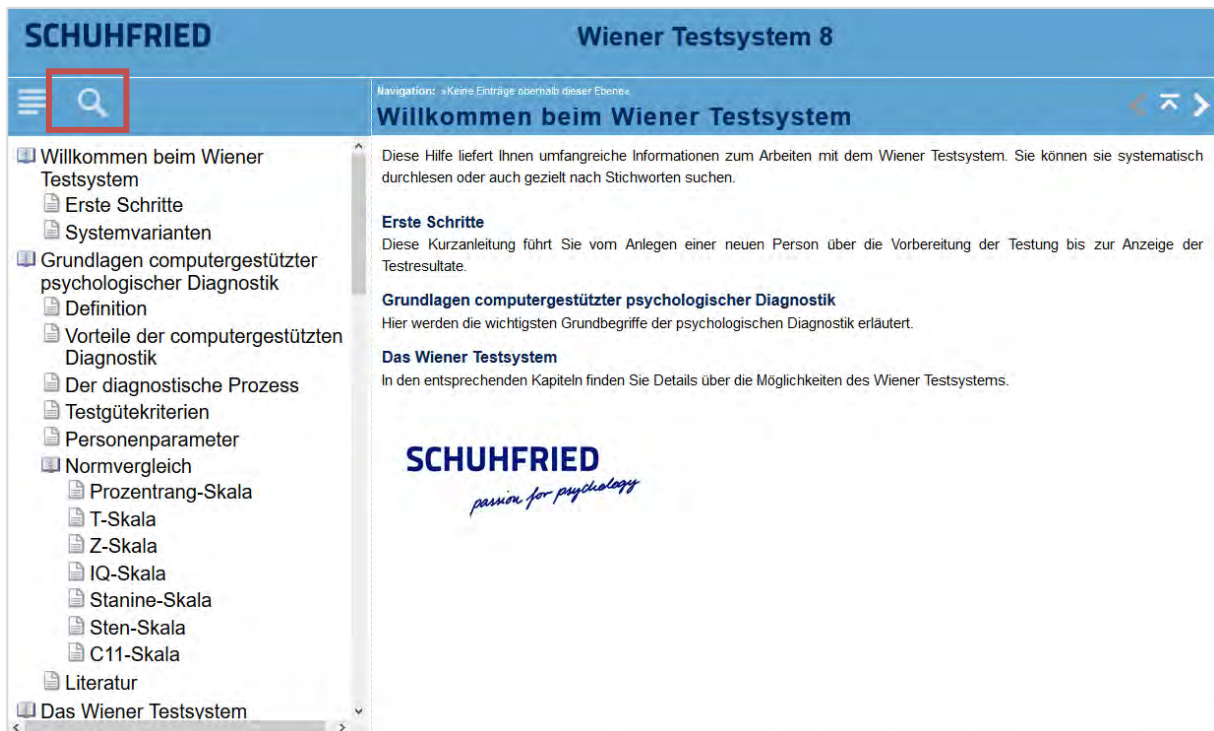 SCHUHFRIED
Wiener Testsystem 8
Navigation: »Keine Einträge oberhalb dieser Ebene«
Willkommen beim Wiener Testsystem
Willkommen beim Wiener
Testsystem
Erste Schritte
Systemvarianten
Grundlagen computergestützter
psychologischer Diagnostik
Definition
Vorteile der computergestützten
Diagnostik
Der diagnostische Prozess
Testgütekriterien
Personenparameter
Normvergleich
Prozentrang-Skala
T-Skala
Z-Skala
IQ-Skala
Stanine-Skala
Sten-Skala
C11-Skala
Literatur
Das Wiener Testsystem
Diese Hilfe liefert Ihnen umfangreiche Informationen zum Arbeiten mit dem Wiener Testsystem. Sie können sie systematisch
durchlesen oder auch gezielt nach Stichworten suchen.
Erste Schritte
Diese Kurzanleitung führt Sie vom Anlegen einer neuen Person über die Vorbereitung der Testung bis zur Anzeige der
Testresultate.
Grundlagen computergestützter psychologischer Diagnostik
Hier werden die wichtigsten Grundbegriffe der psychologischen Diagnostik erläutert.
Das Wiener Testsystem
In den entsprechenden Kapiteln finden Sie Details über die Möglichkeiten des Wiener Testsystems.
SCHUHFRIED
passion for psychology